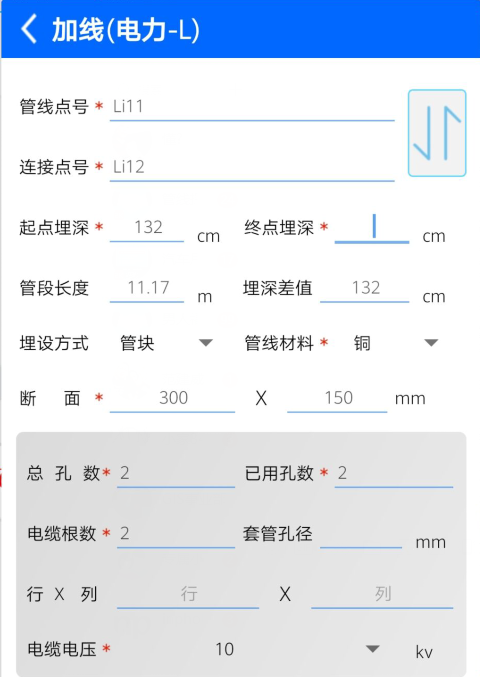 加线(电力-L)
管线点号* Li11
连接点号* Li12
起点埋深* 132 cm 终点埋深* cm
管段长度 11.17 m 埋深差值 132 cm
埋设方式 管块 管线材料* 铜
断 面 * 300 X 150 mm
总 孔 数* 2 已用孔数* 2
电缆根数* 2 套管孔径 mm
行 X 列 行 X 列
电缆电压* 10 kv